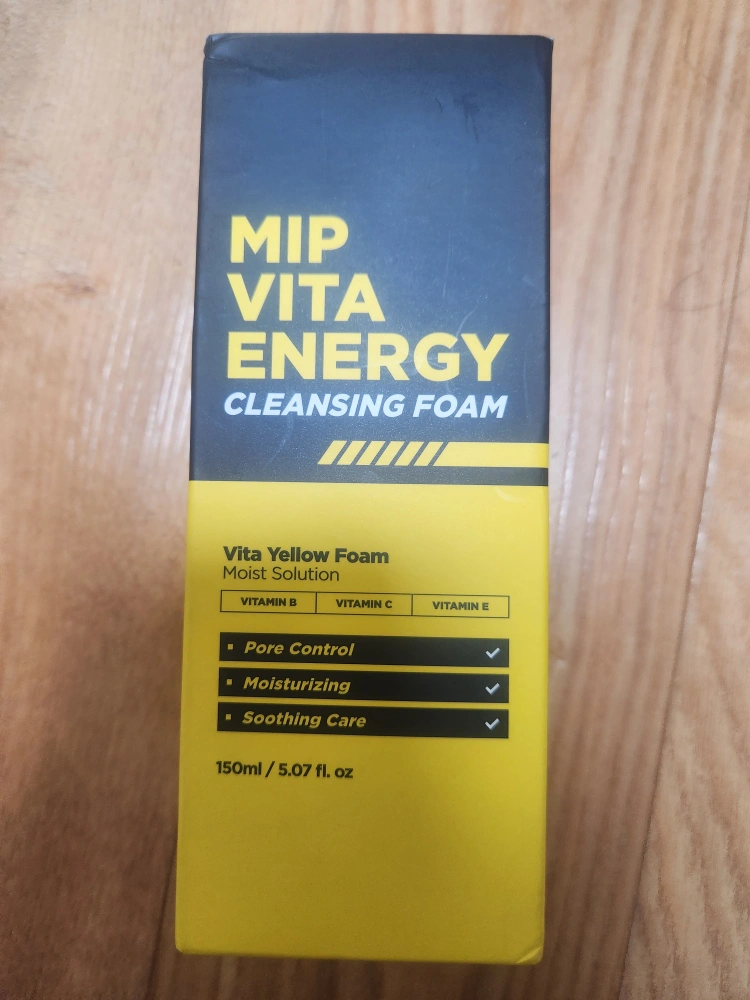 MIP
VITA
ENERGY
CLEANSING FOAM
Vita Yellow Foam
Moist Solution
VITAMIN B VITAMIN C VITAMIN E
Pore Control
Moisturizing
Soothing Care
150ml / 5.07 fl. oz